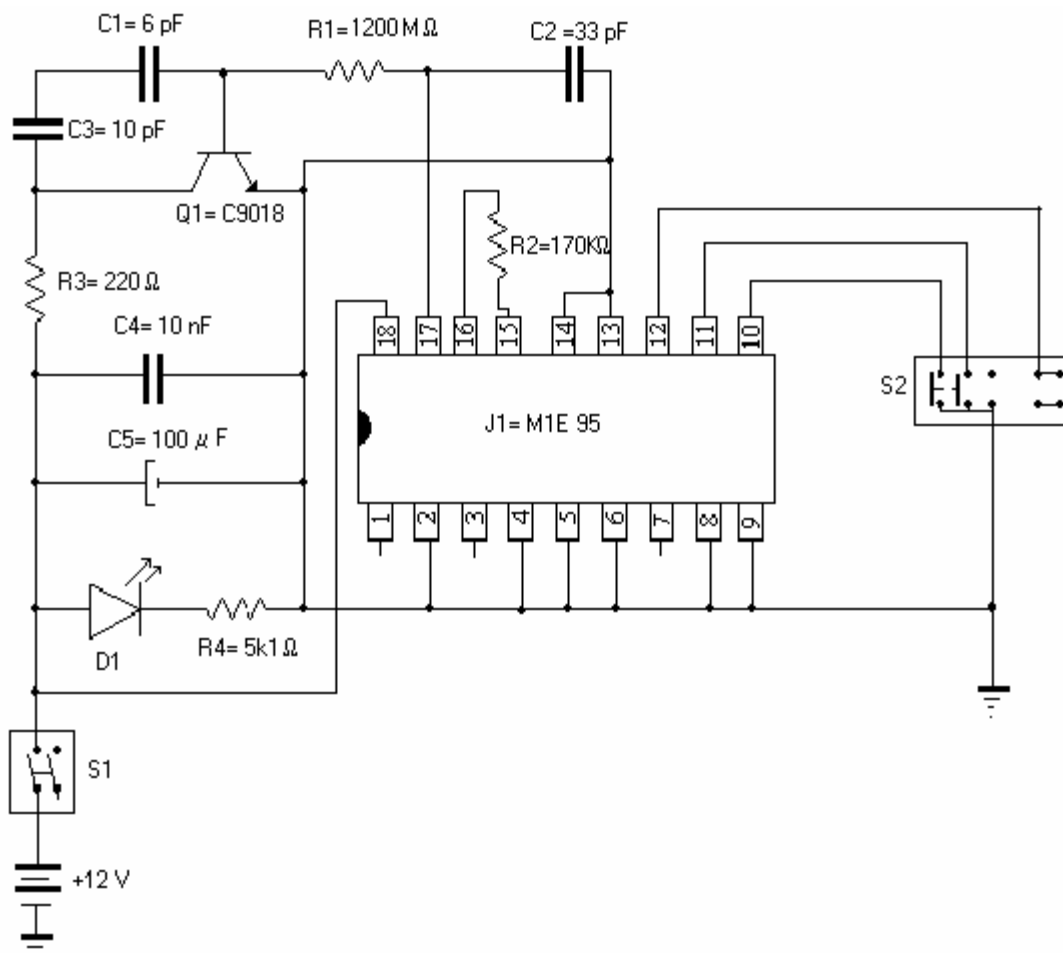 C1= 6 pF
R1=1200 M Ω
C2 =33 pF
C3= 10 pF
Q1= C9018
R2=170KΩ
R3= 220 Ω
18 17 16 15 14 13 12 11 10
C4= 10 nF
S2
J1= M1E 95
C5= 100 μ F
1 2 3 4 5 6 7 8 9
R4= 5k1 Ω
D1
S1
+12 V